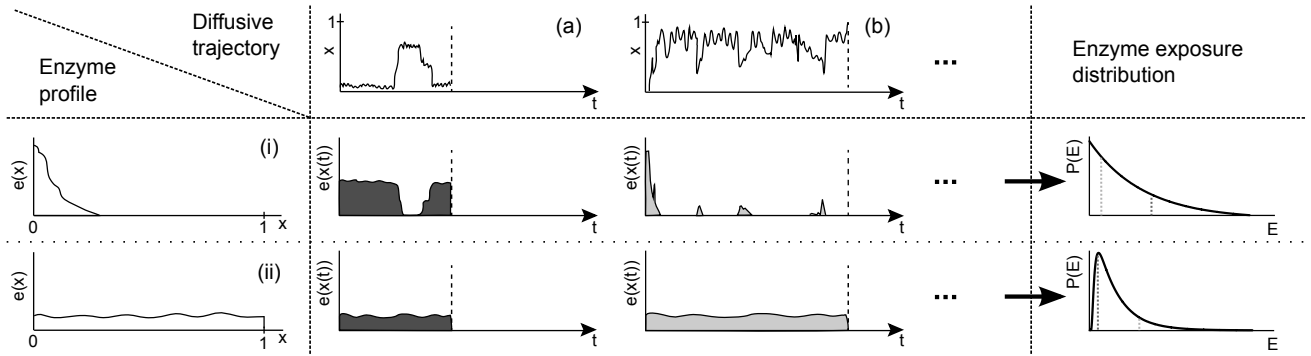 Diffusive
trajectory
Enzyme
profile
(a)
1
x
t
(b)
1
x
t
...
Enzyme exposure
distribution
(i)
e(x)
0
1
x
e(x(t))
t
e(x(t))
t
...
P(E)
E
(ii)
e(x)
0
1
x
e(x(t))
t
e(x(t))
t
...
P(E)
E